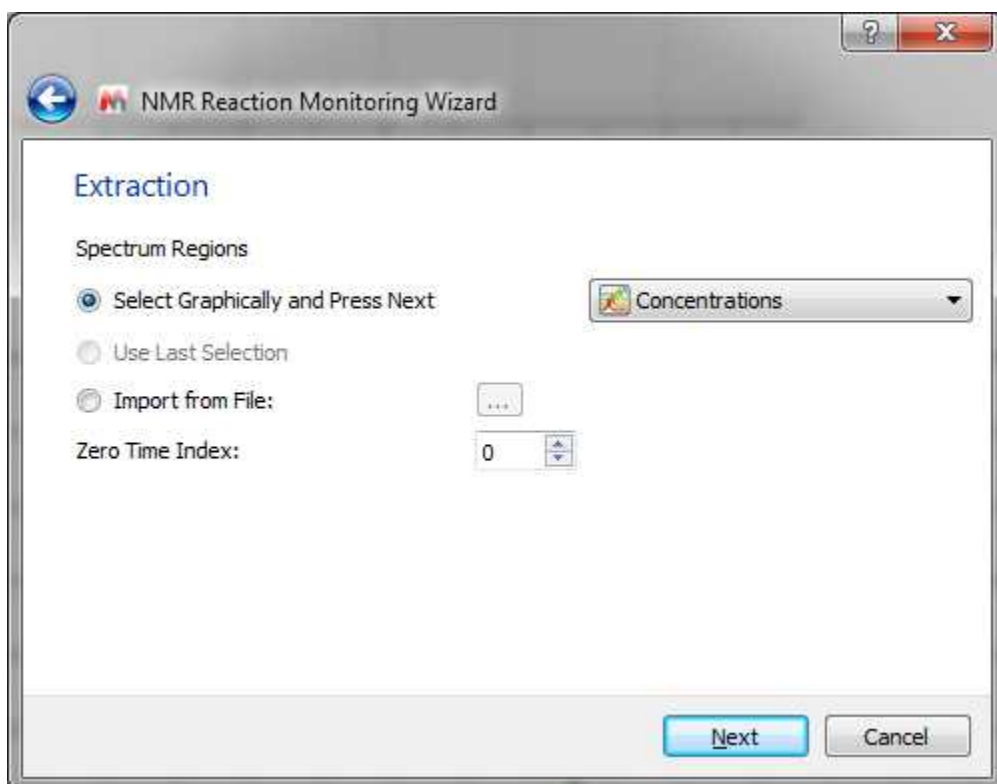 ?
NMR Reaction Monitoring Wizard
Extraction
Spectrum Regions
Select Graphically and Press Next
Concentrations
Use Last Selection
Import from File:
...
Zero Time Index:
0
Next
Cancel